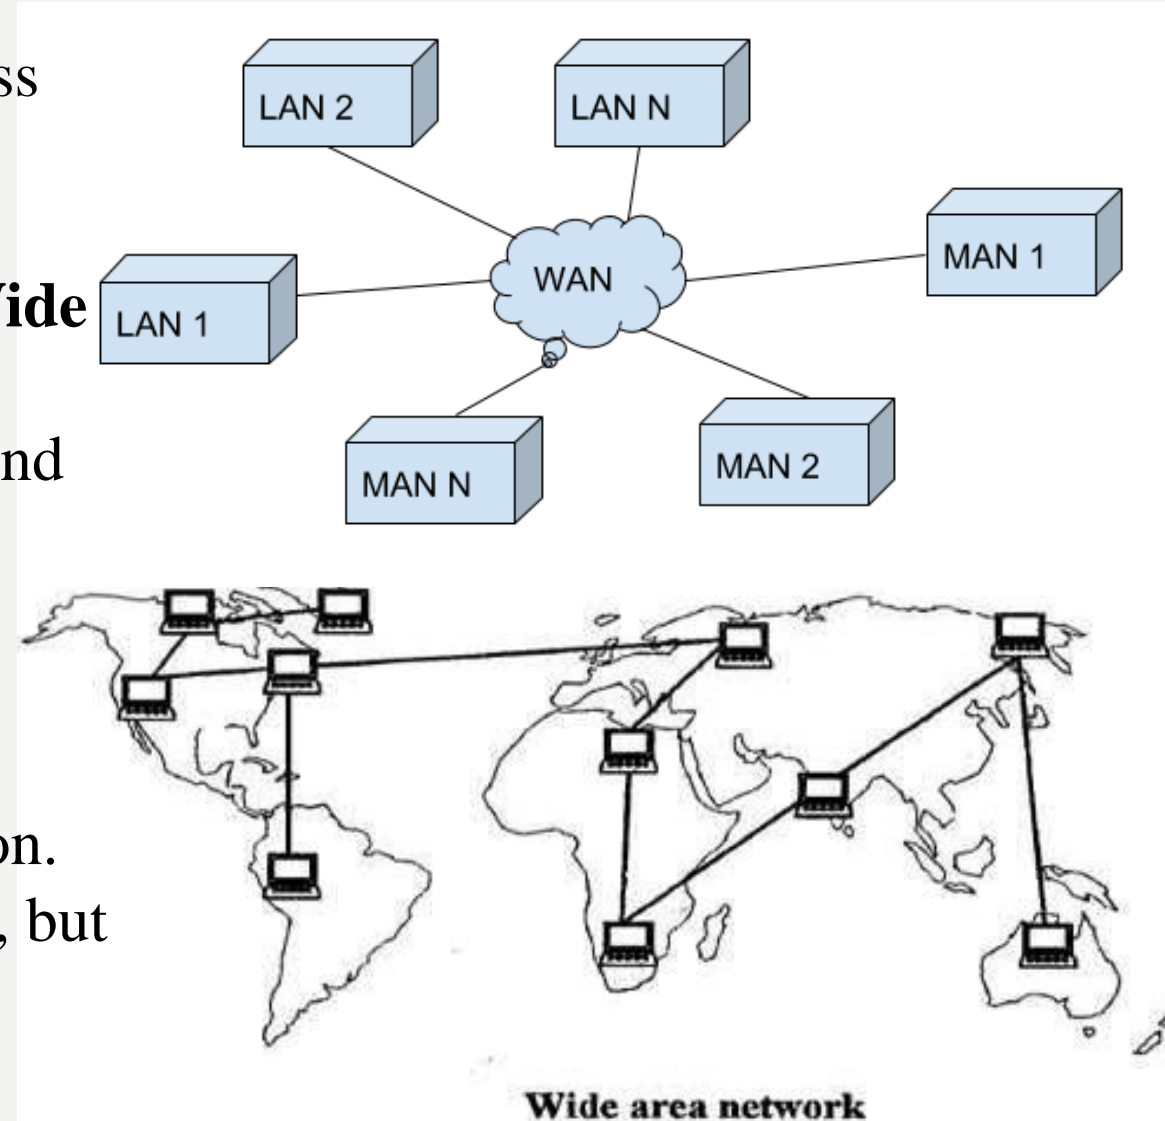 ss
LAN 2
LAN N
MAN 1
WAN
ide
LAN 1
nd
MAN 2
MAN N
on.
, but
Wide area network